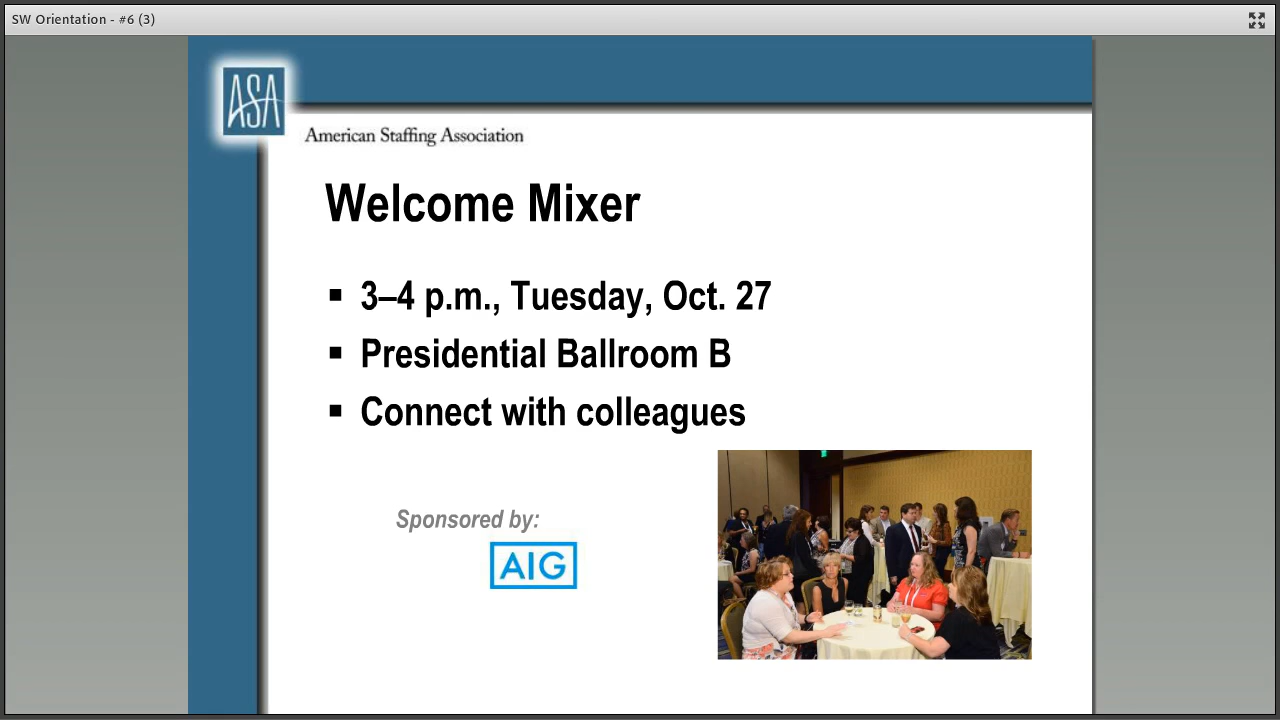 SW Orientation - #6 (3)
ASA
American Staffing Association
Welcome Mixer
▪ 3–4 p.m., Tuesday, Oct. 27
▪ Presidential Ballroom B
▪ Connect with colleagues
Sponsored by:
AIG